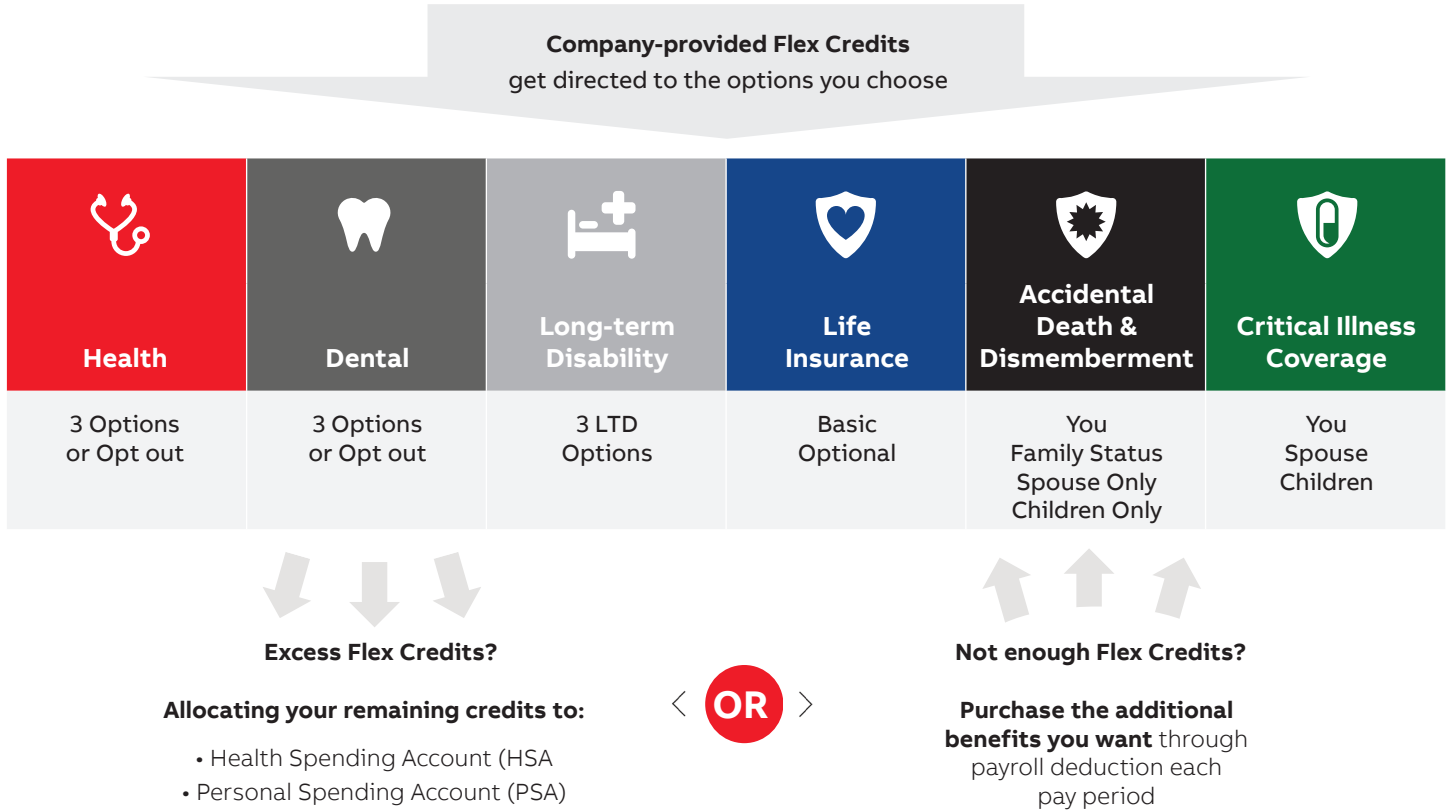 Company-provided Flex Credits
get directed to the options you choose
Health
Dental
Long-term
Disability
Life
Insurance
Accidental
Death &
Dismemberment
Critical Illness
Coverage
3 Options
or Opt out
3 Options
or Opt out
3 LTD
Options
Basic
Optional
You
Family Status
Spouse Only
Children Only
You
Spouse
Children
Excess Flex Credits?
Allocating your remaining credits to:
• Health Spending Account (HSA
• Personal Spending Account (PSA)
< OR >
Not enough Flex Credits?
Purchase the additional
benefits you want through
payroll deduction each
pay period